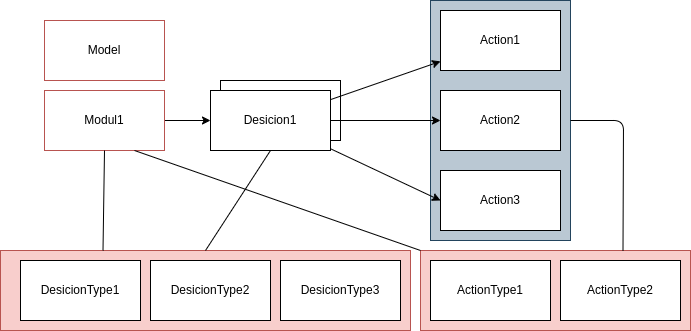 Model
Modul1
Desicion1
Action1
Action2
Action3
DesicionType1
DesicionType2
DesicionType3
ActionType1
ActionType2